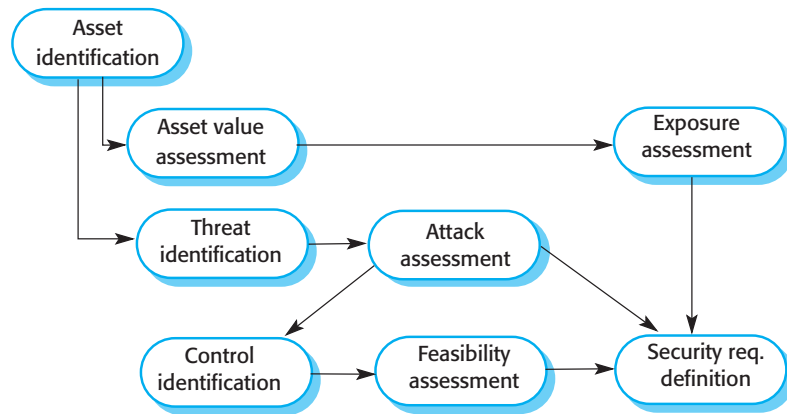 Asset
identification
Asset value
assessment
Exposure
assessment
Threat
identification
Attack
assessment
Control
identification
Feasibility
assessment
Security req.
definition